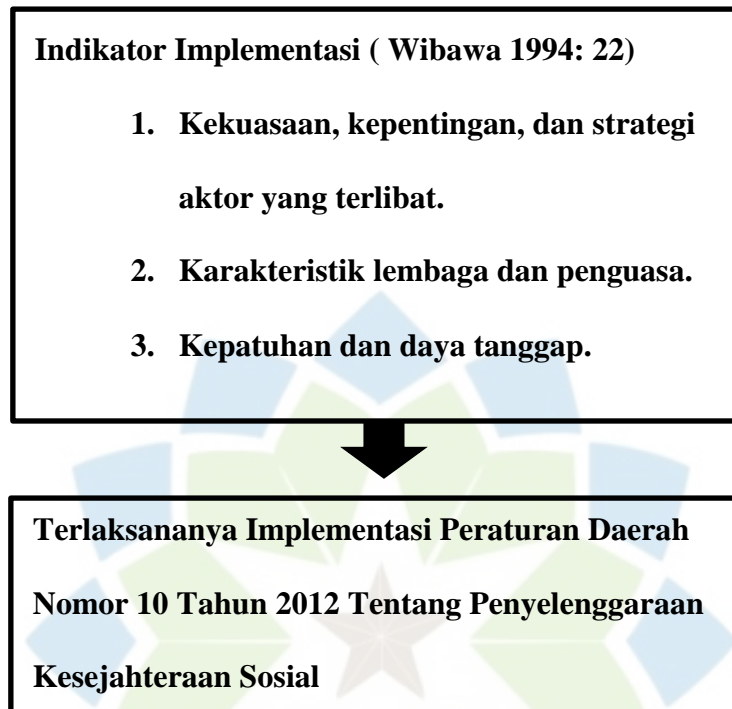 Indikator Implementasi ( Wibawa 1994: 22)
1. Kekuasaan, kepentingan, dan strategi
aktor yang terlibat.
2. Karakteristik lembaga dan penguasa.
3. Kepatuhan dan daya tanggap.
Terlaksananya Implementasi Peraturan Daerah
Nomor 10 Tahun 2012 Tentang Penyelenggaraan
Kesejahteraan Sosial